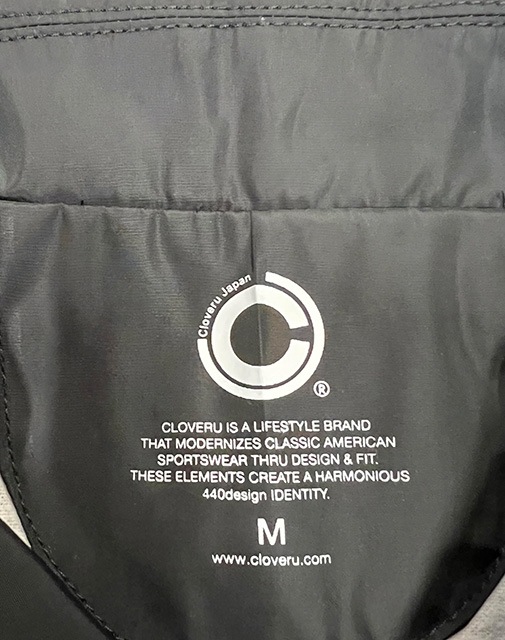 Cloveru Japan
®
CLOVERU IS A LIFESTYLE BRAND
THAT MODERNIZES CLASSIC AMERICAN
SPORTSWEAR THRU DESIGN & FIT.
THESE ELEMENTS CREATE A HARMONIOUS
440design IDENTITY.
M
www.cloveru.com